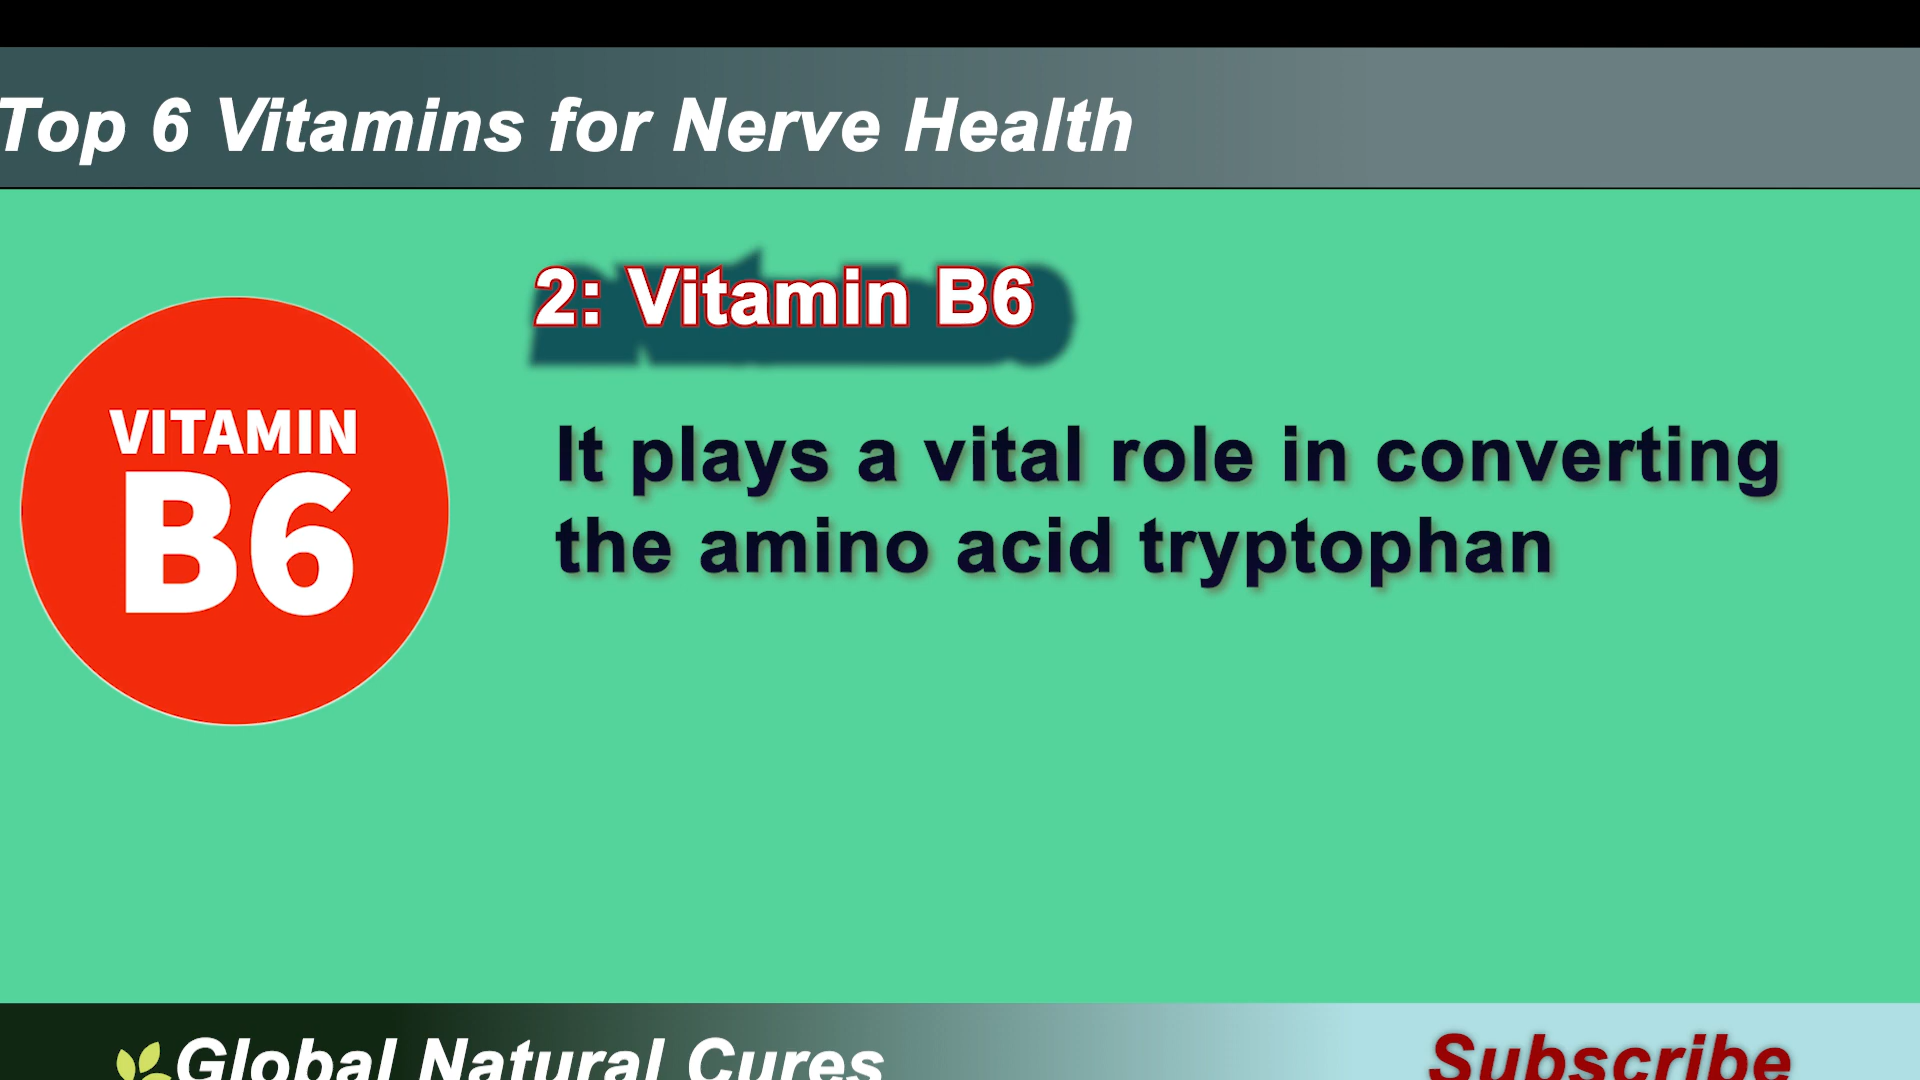 Top 6 Vitamins for Nerve Health
2: Vitamin B6
VITAMIN
B6
It plays a vital role in converting
the amino acid tryptophan
Global Natural Cures
Subscribe